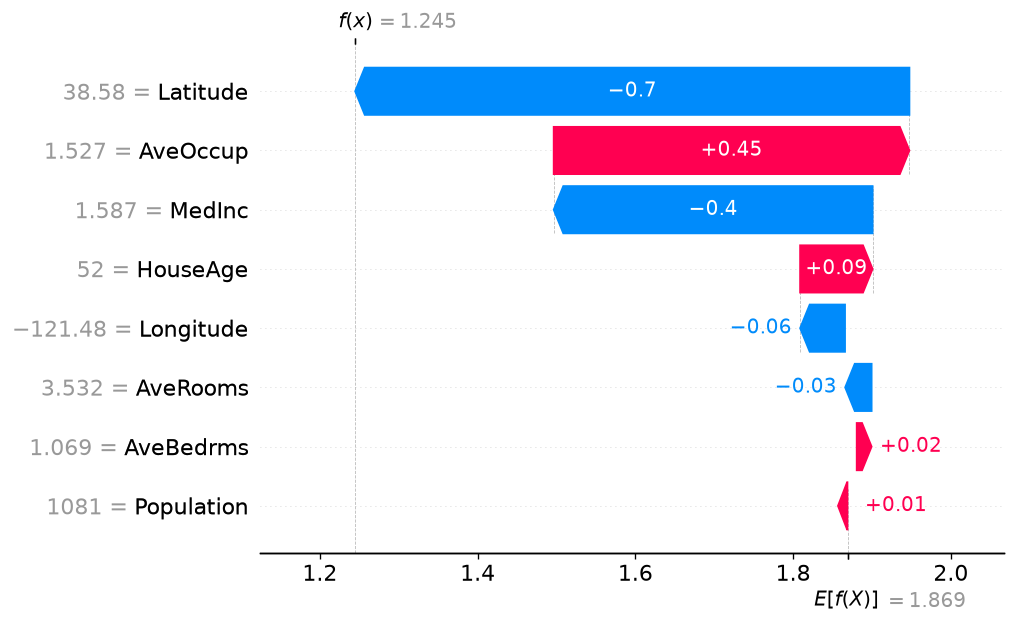 f(x) = 1.245
38.58 = Latitude
−0.7
1.527 = AveOccup
+0.45
1.587 = MedInc
−0.4
52 = HouseAge
+0.09
−121.48 = Longitude
−0.06
3.532 = AveRooms
−0.03
1.069 = AveBedrms
+0.02
1081 = Population
+0.01
1.2 1.4 1.6 1.8 2.0
E[f(X)] = 1.869